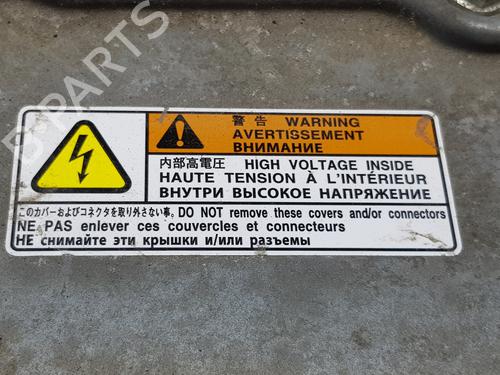 B-PARTS
警告 WARNING
AVERTISSEMENT
ВНИМАНИЕ
内部高電圧 HIGH VOLTAGE INSIDE
HAUTE TENSION À L'INTÉRIEUR
ВНУТРИ ВЫСОКОЕ НАПРЯЖЕНИЕ
このカバーおよびコネクタを取り外さない事。DO NOT remove these covers and/or connectors
NE PAS enlever ces couvercles et connecteurs
НЕ снимайте эти крышки и/или разъемы